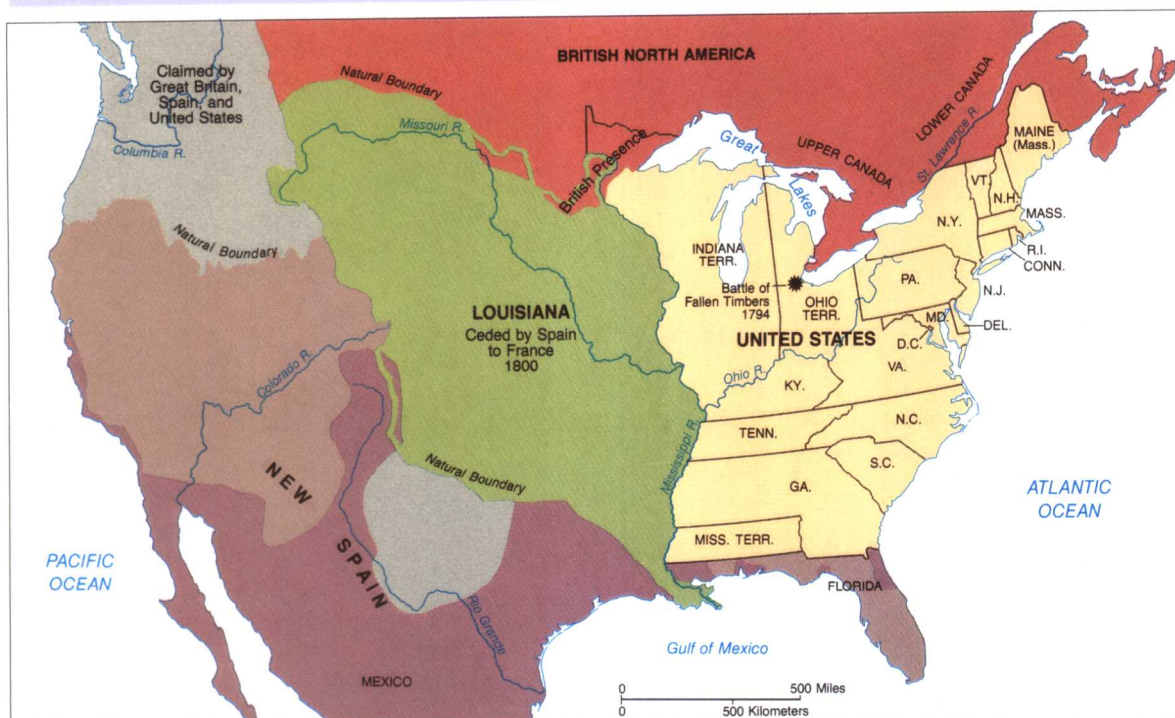 BRITISH NORTH AMERICA
Claimed by
Great Britain,
Spain, and
United States
Natural Boundary
Missouri R.
Columbia R.
British Presence
Great
Lakes
UPPER CANADA
LOWER CANADA
St. Lawrence R.
MAINE
(Mass.)
VT.
N.H.
MASS.
N.Y.
R.I.
CONN.
Natural Boundary
INDIANA
TERR.
PA.
N.J.
Battle of
Fallen Timbers
1794
OHIO
TERR.
MD.
DEL.
D.C.
LOUISIANA
Ceded by Spain
to France
1800
UNITED STATES
VA.
Colorado R.
Ohio R.
KY.
N.C.
TENN.
Mississippi R.
S.C.
NEW
SPAIN
Natural Boundary
GA.
ATLANTIC
OCEAN
MISS. TERR.
PACIFIC
OCEAN
FLORIDA
Rio Grande
Gulf of Mexico
MEXICO
0 500 Miles
0 500 Kilometers